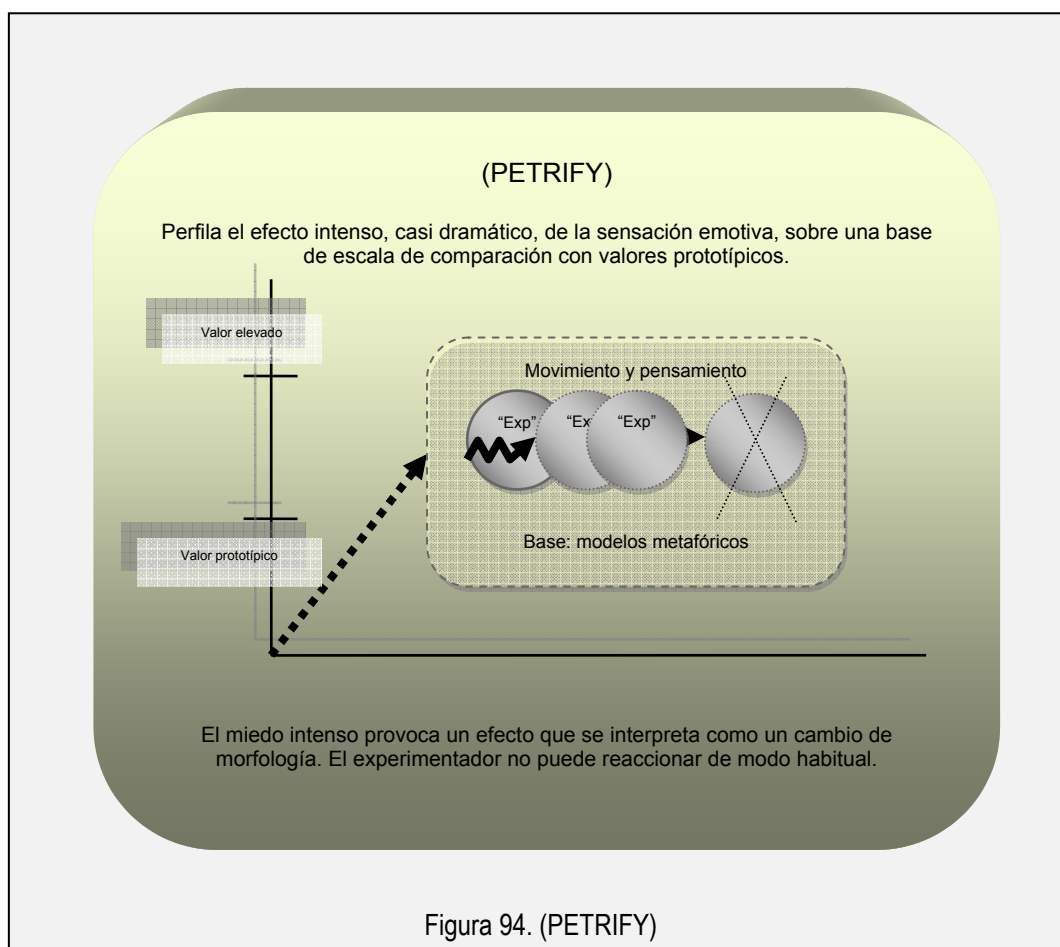 (PETRIFY)
Perfila el efecto intenso, casi dramático, de la sensación emotiva, sobre una base
de escala de comparación con valores prototípicos.
Valor elevado
Movimiento y pensamiento
“Exp” “Ex “Exp”
Base: modelos metafóricos
Valor prototípico
El miedo intenso provoca un efecto que se interpreta como un cambio de
morfología. El experimentador no puede reaccionar de modo habitual.
Figura 94. (PETRIFY)